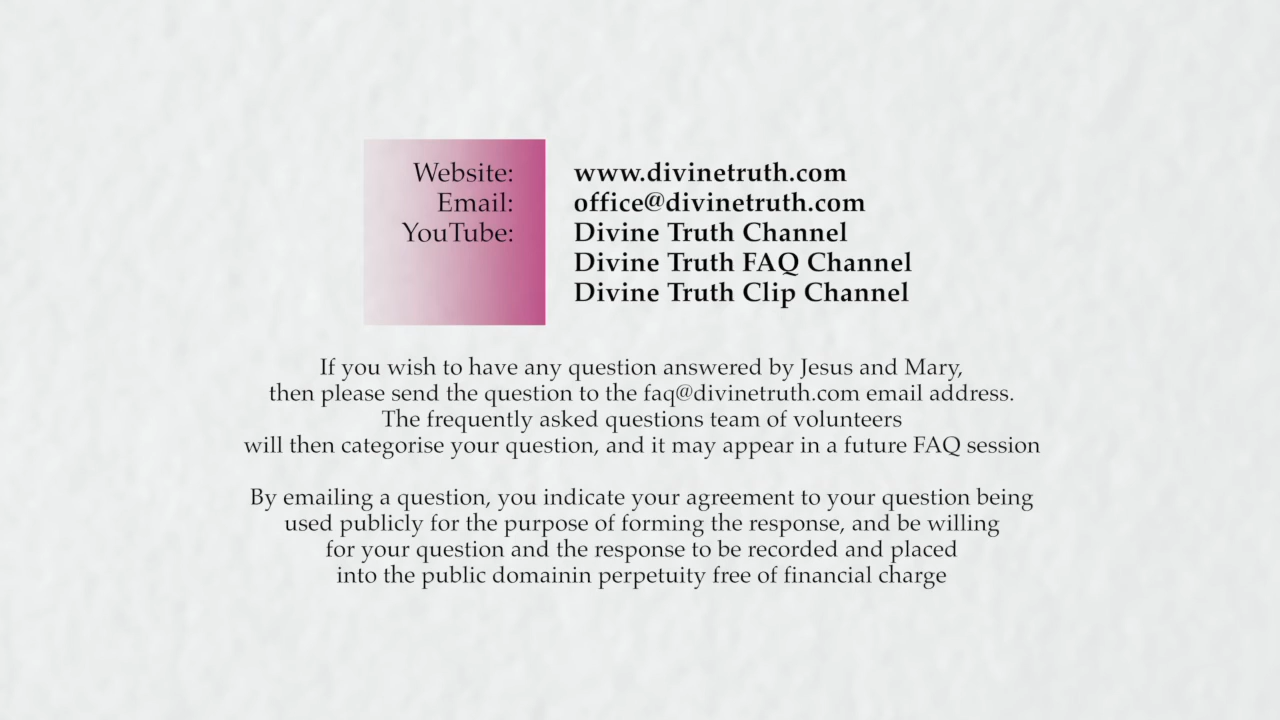 Website: www.divinetruth.com
Email: office@divinetruth.com
YouTube: Divine Truth Channel
Divine Truth FAQ Channel
Divine Truth Clip Channel
If you wish to have any question answered by Jesus and Mary,
then please send the question to the faq@divinetruth.com email address.
The frequently asked questions team of volunteers
will then categorise your question, and it may appear in a future FAQ session
By emailing a question, you indicate your agreement to your question being
used publicly for the purpose of forming the response, and be willing
for your question and the response to be recorded and placed
into the public domainin perpetuity free of financial charge